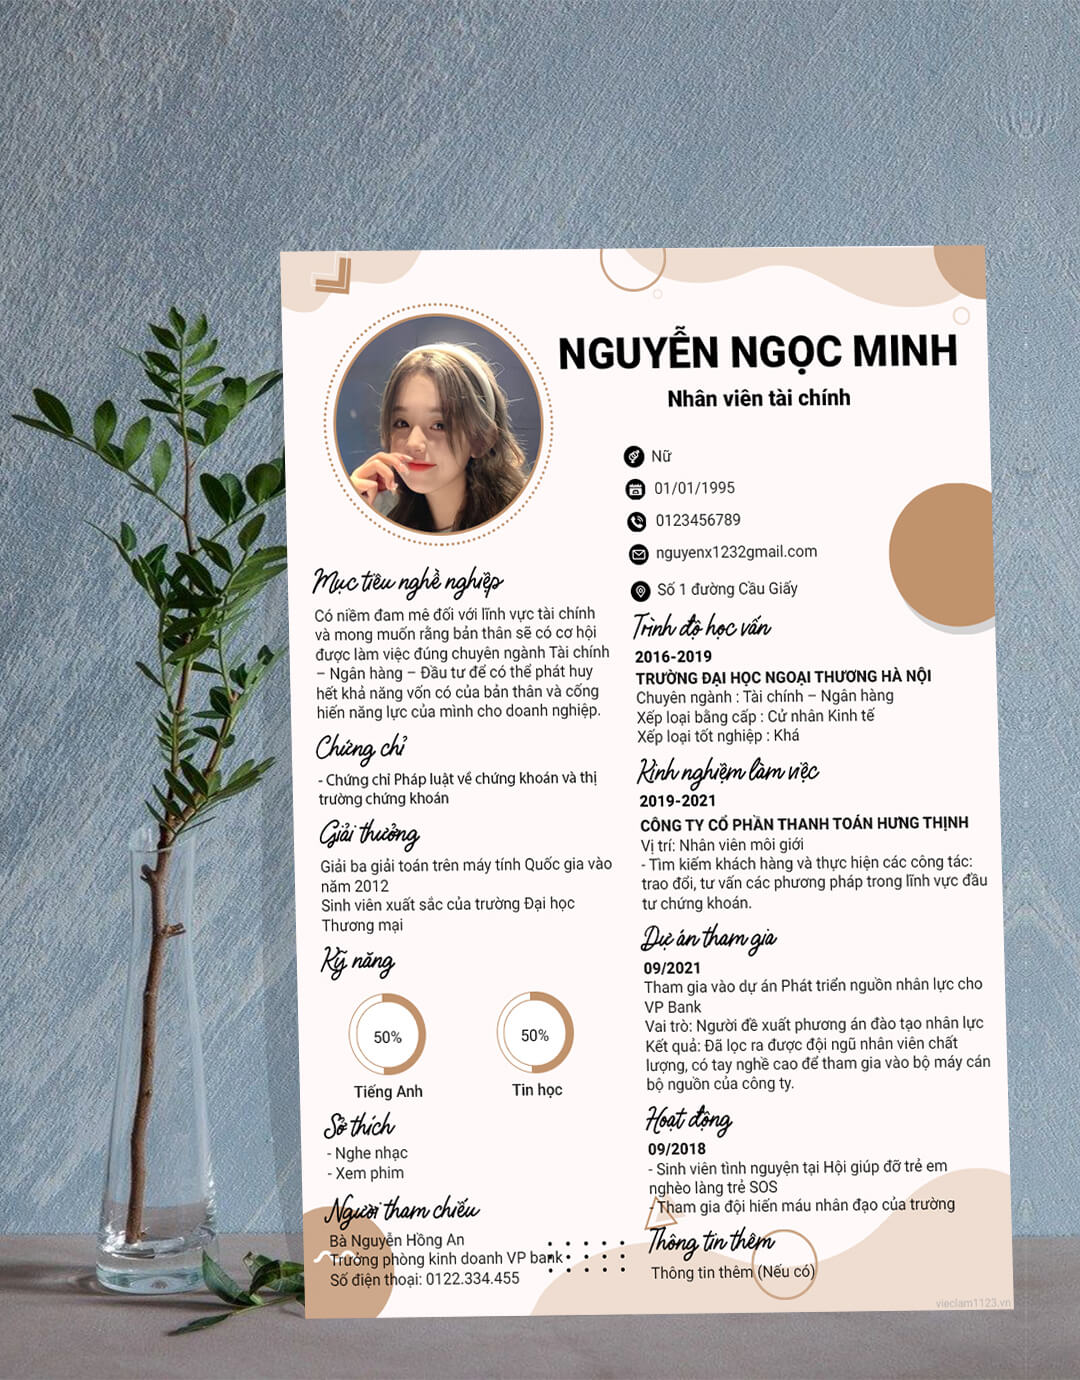 NGUYỄN NGỌC MINH
Nhân viên tài chính
Nữ
01/01/1995
0123456789
nguyenx1232gmail.com
Số 1 đường Cầu Giấy
Mục tiêu nghề nghiệp
Có niềm đam mê đối với lĩnh vực tài chính
và mong muốn rằng bản thân sẽ có cơ hội
được làm việc đúng chuyên ngành Tài chính
– Ngân hàng – Đầu tư để có thể phát huy
hết khả năng vốn có của bản thân và cống
hiến năng lực của mình cho doanh nghiệp.
Chứng chỉ
- Chứng chỉ Pháp luật về chứng khoán và thị
trường chứng khoán
Giải thưởng
Giải ba giải toán trên máy tính Quốc gia vào
năm 2012
Sinh viên xuất sắc của trường Đại học
Thương mại
Kỹ năng
50%
50%
Tiếng Anh
Tin học
Sở thích
- Nghe nhạc
- Xem phim
Người tham chiếu
Bà Nguyễn Hồng An
Trưởng phòng kinh doanh VP bank
Số điện thoại: 0122.334.455
Trình độ học vấn
2016-2019
TRƯỜNG ĐẠI HỌC NGOẠI THƯƠNG HÀ NỘI
Chuyên ngành : Tài chính – Ngân hàng
Xếp loại bằng cấp : Cử nhân Kinh tế
Xếp loại tốt nghiệp : Khá
Kinh nghiệm làm việc
2019-2021
CÔNG TY CỔ PHẦN THANH TOÁN HƯNG THỊNH
Vị trí: Nhân viên môi giới
- Tìm kiếm khách hàng và thực hiện các công tác:
trao đổi, tư vấn các phương pháp trong lĩnh vực đầu
tư chứng khoán.
Dự án tham gia
09/2021
Tham gia vào dự án Phát triển nguồn nhân lực cho
VP Bank
Vai trò: Người đề xuất phương án đào tạo nhân lực
Kết quả: Đã lọc ra được đội ngũ nhân viên chất
lượng, có tay nghề cao để tham gia vào bộ máy cán
bộ nguồn của công ty.
Hoạt động
09/2018
- Sinh viên tình nguyện tại Hội giúp đỡ trẻ em
nghèo làng trẻ SOS
- Tham gia đội hiến máu nhân đạo của trường
Thông tin thêm
Thông tin thêm (Nếu có)
vieclam1123.vn